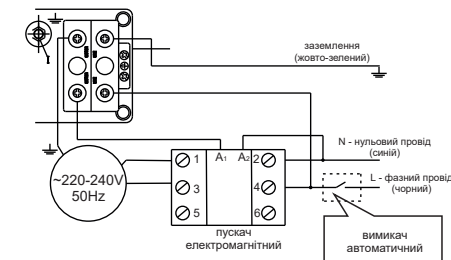 заземлення
(жовто-зелений)
N - нульовий провід
(синій)
L - фазний провід
(чорний)
~220-240V
50Hz
1 A1 A2 2
3 4
5 6
пускач
електромагнітний
вимикач
автоматичний